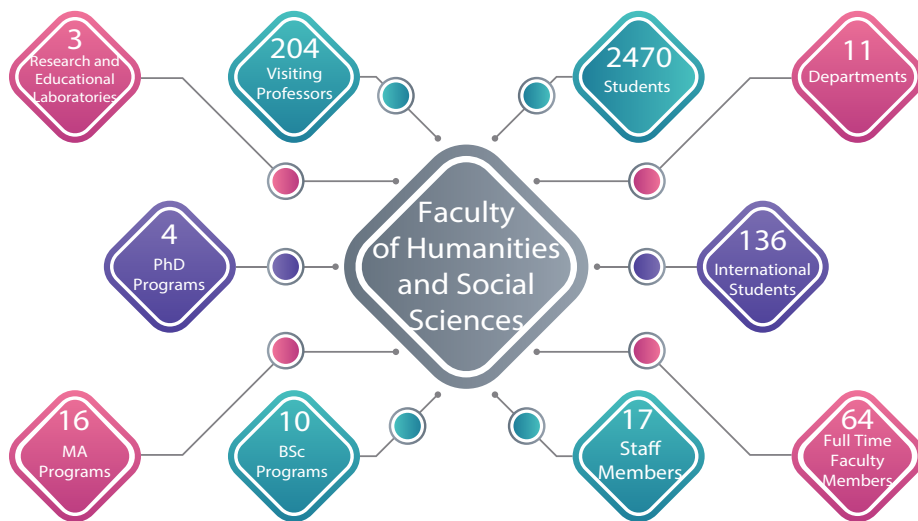 3
Research and
Educational
Laboratories
204
Visiting
Professors
2470
Students
11
Departments
Faculty
of Humanities
and Social
Sciences
4
PhD
Programs
136
International
Students
16
MA
Programs
10
BSc
Programs
17
Staff
Members
64
Full Time
Faculty
Members